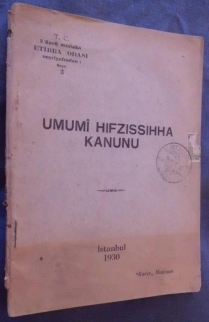 T. C.
ETIBBA ODASI
UMUMÎ HIFZISSIHHA
KANUNU
İstanbul
1930